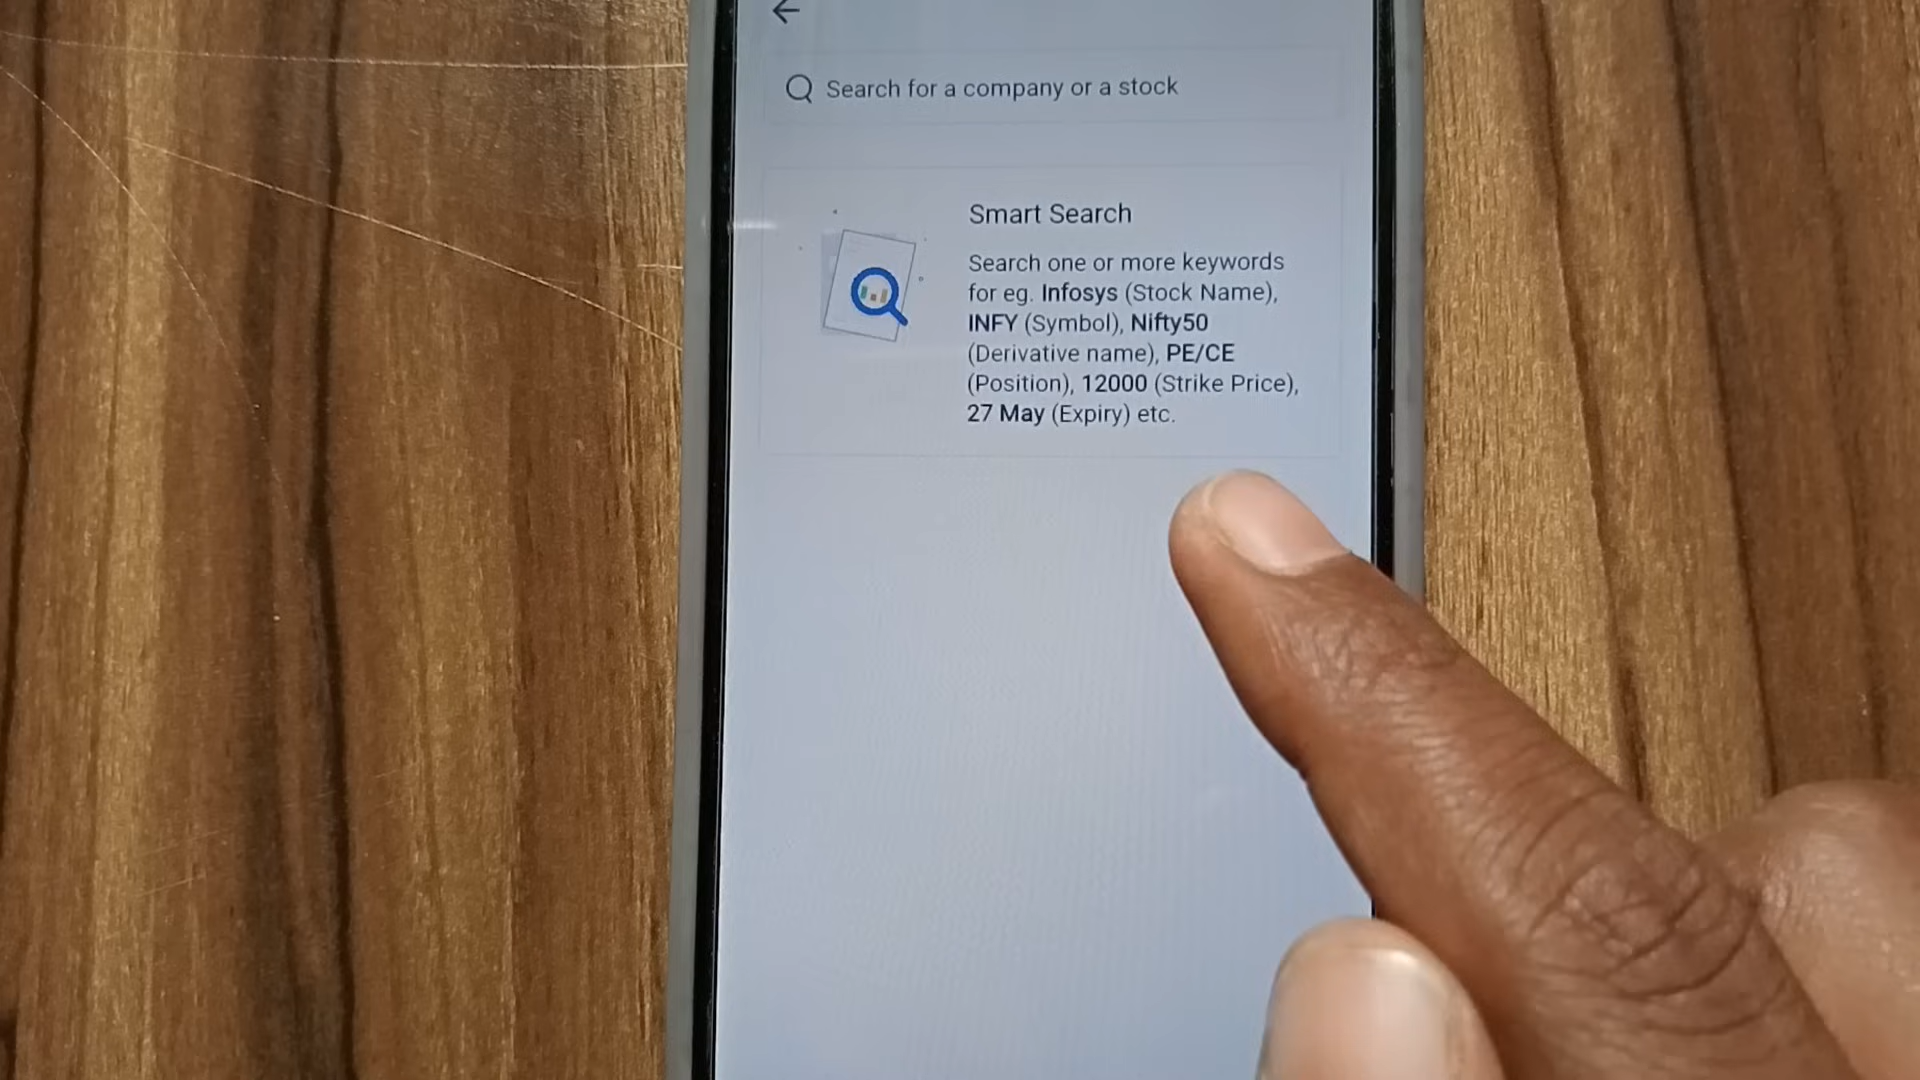 Search for a company or a stock
Smart Search
Search one or more keywords
for eg. Infosys (Stock Name),
INFY (Symbol), Nifty50
(Derivative name), PE/CE
(Position), 12000 (Strike Price),
27 May (Expiry) etc.